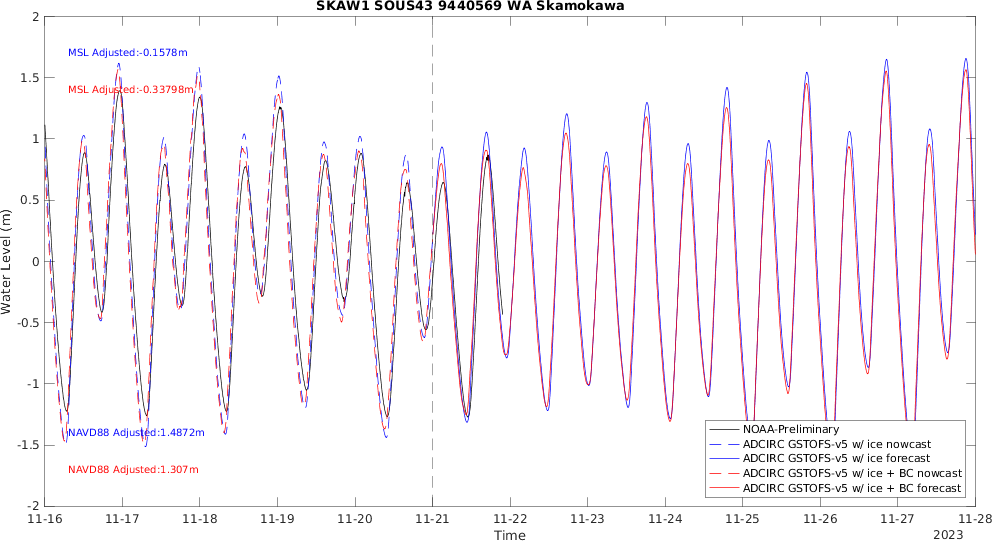 SKAW1 SOUS43 9440569 WA Skamokawa
2
1.5
1
0.5
0
-0.5
-1
-1.5
-2
Water Level (m)
MSL Adjusted:-0.1578m
MSL Adjusted:-0.33798m
NAVD88 Adjusted:1.4872m
NAVD88 Adjusted:1.307m
NOAA-Preliminary
ADCIRC GSTOFS-v5 w/ ice nowcast
ADCIRC GSTOFS-v5 w/ ice forecast
ADCIRC GSTOFS-v5 w/ ice + BC nowcast
ADCIRC GSTOFS-v5 w/ ice + BC forecast
11-16 11-17 11-18 11-19 11-20 11-21 11-22 11-23 11-24 11-25 11-26 11-27 11-28
Time
2023